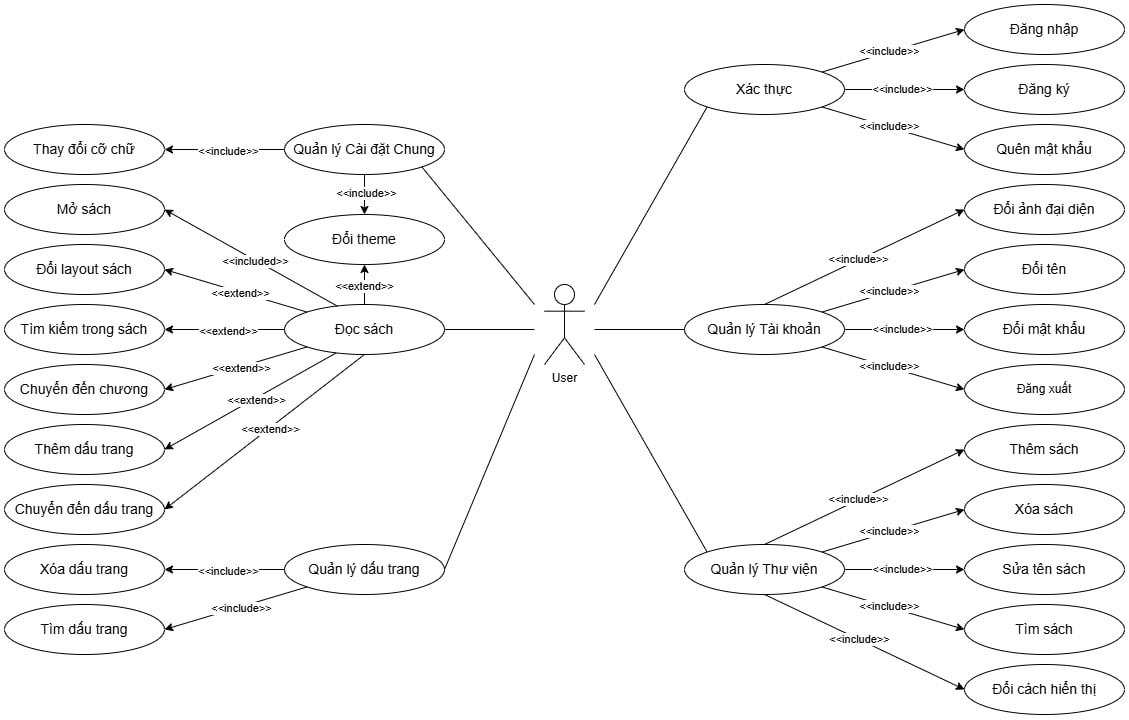 Đăng nhập
<<include>>
Xác thực
<<include>>
Đăng ký
<<include>>
Quên mật khẩu
Thay đổi cỡ chữ
<<include>>
Quản lý Cài đặt Chung
<<include>>
Mở sách
Đổi theme
<<included>>
Đổi layout sách
<<extend>>
<<extend>>
Tìm kiếm trong sách
<<extend>>
Đọc sách
Chuyển đến chương
<<extend>>
Thêm dấu trang
<<extend>>
Chuyển đến dấu trang
<<extend>>
Xóa dấu trang
<<include>>
Quản lý dấu trang
Tìm dấu trang
<<include>>
User
Đổi ảnh đại diện
<<include>>
Đổi tên
<<include>>
Quản lý Tài khoản
<<include>>
Đổi mật khẩu
<<include>>
Đăng xuất
Thêm sách
<<include>>
Xóa sách
<<include>>
Quản lý Thư viện
<<include>>
Sửa tên sách
<<include>>
Tìm sách
<<include>>
Đổi cách hiển thị